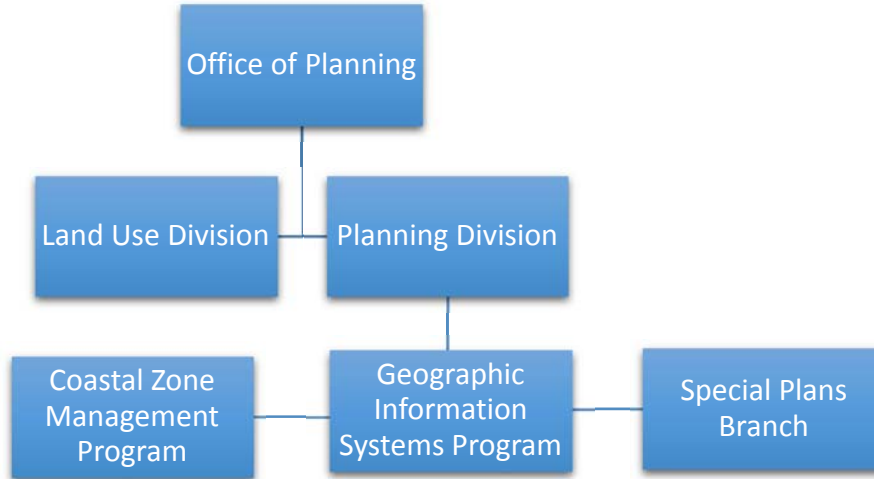 Office of Planning
Land Use Division
Planning Division
Coastal Zone
Management
Program
Geographic
Information
Systems Program
Special Plans
Branch